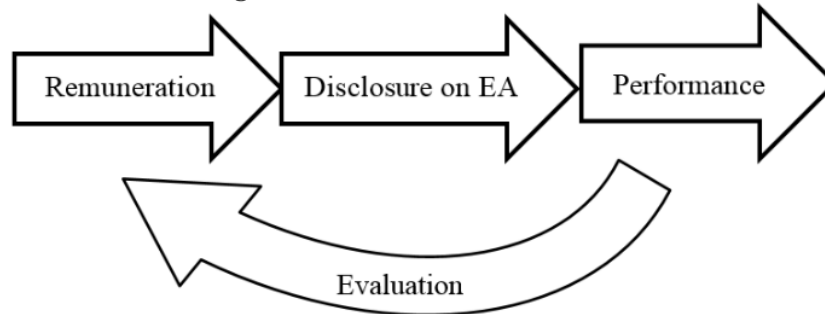 Remuneration
Disclosure on EA
Performance
Evaluation